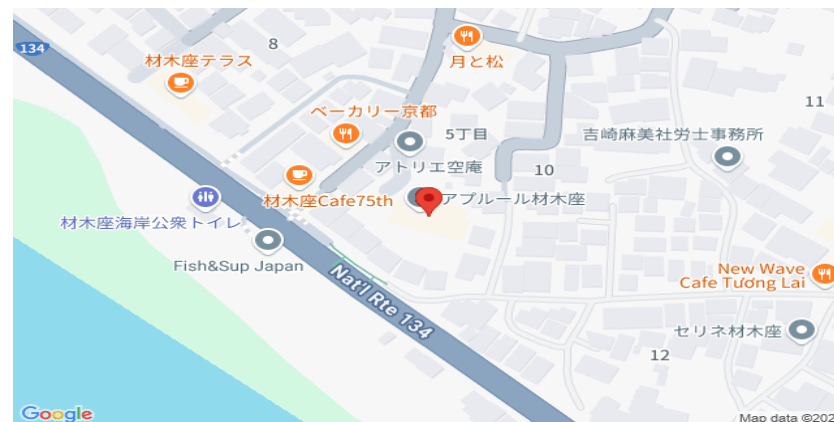 134
8
材木座テラス
月と松
11
ベーカリー京都
5丁目
吉崎麻美社労士事務所
アトリエ空庵
10
材木座Cafe75th
アプルール材木座
材木座海岸公衆トイレ
Fish&Sup Japan
New Wave
Cafe Tương Lai
Nat'l Rte 134
セリネ材木座
12
Google
Map data ©202